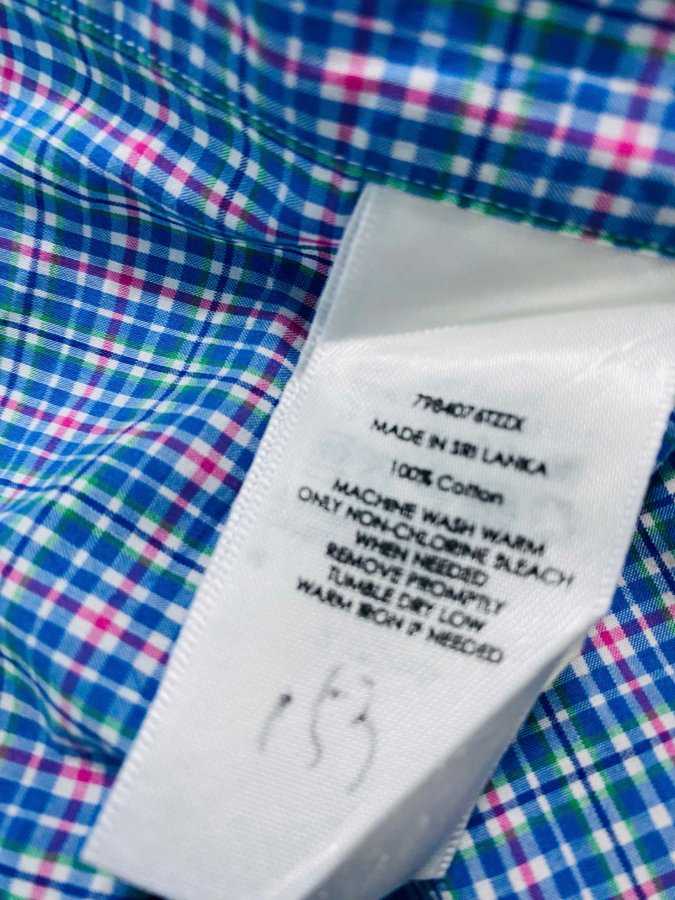 MADE IN SRI LANKA
100% Cotton
MACHINE WASH WARM
ONLY NON-CHLORINE BLEACH
WHEN NEEDED
REMOVE PROMPTLY
TUMBLE DRY LOW
WARM IRON IF NEEDED